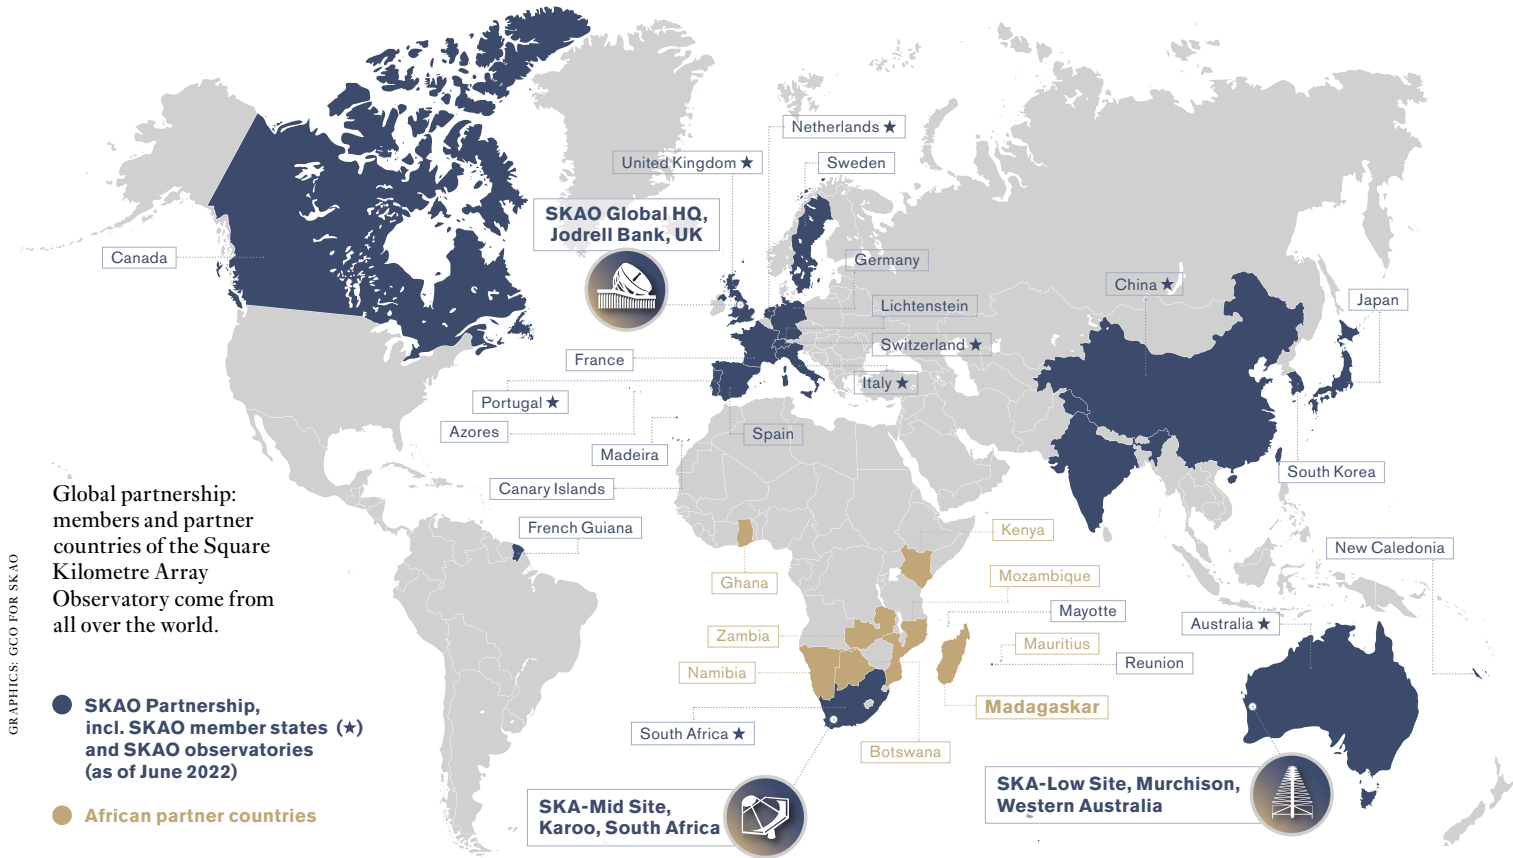 Netherlands ★
United Kingdom ★
Sweden
SKAO Global HQ,
Jodrell Bank, UK
Canada
Germany
China ★
Lichtenstein
Japan
Switzerland ★
France
Italy ★
Portugal ★
Azores
Spain
Madeira
South Korea
Canary Islands
French Guiana
Kenya
New Caledonia
Ghana
Mozambique
Mayotte
Australia ★
Zambia
Mauritius
Reunion
Namibia
Madagaskar
South Africa ★
Botswana
SKA-Mid Site,
Karoo, South Africa
SKA-Low Site, Murchison,
Western Australia
Global partnership:
members and partner
countries of the Square
Kilometre Array
Observatory come from
all over the world.
SKAO Partnership,
incl. SKAO member states (★)
and SKAO observatories
(as of June 2022)
African partner countries
GRAPHICS: GCO FOR SKAO